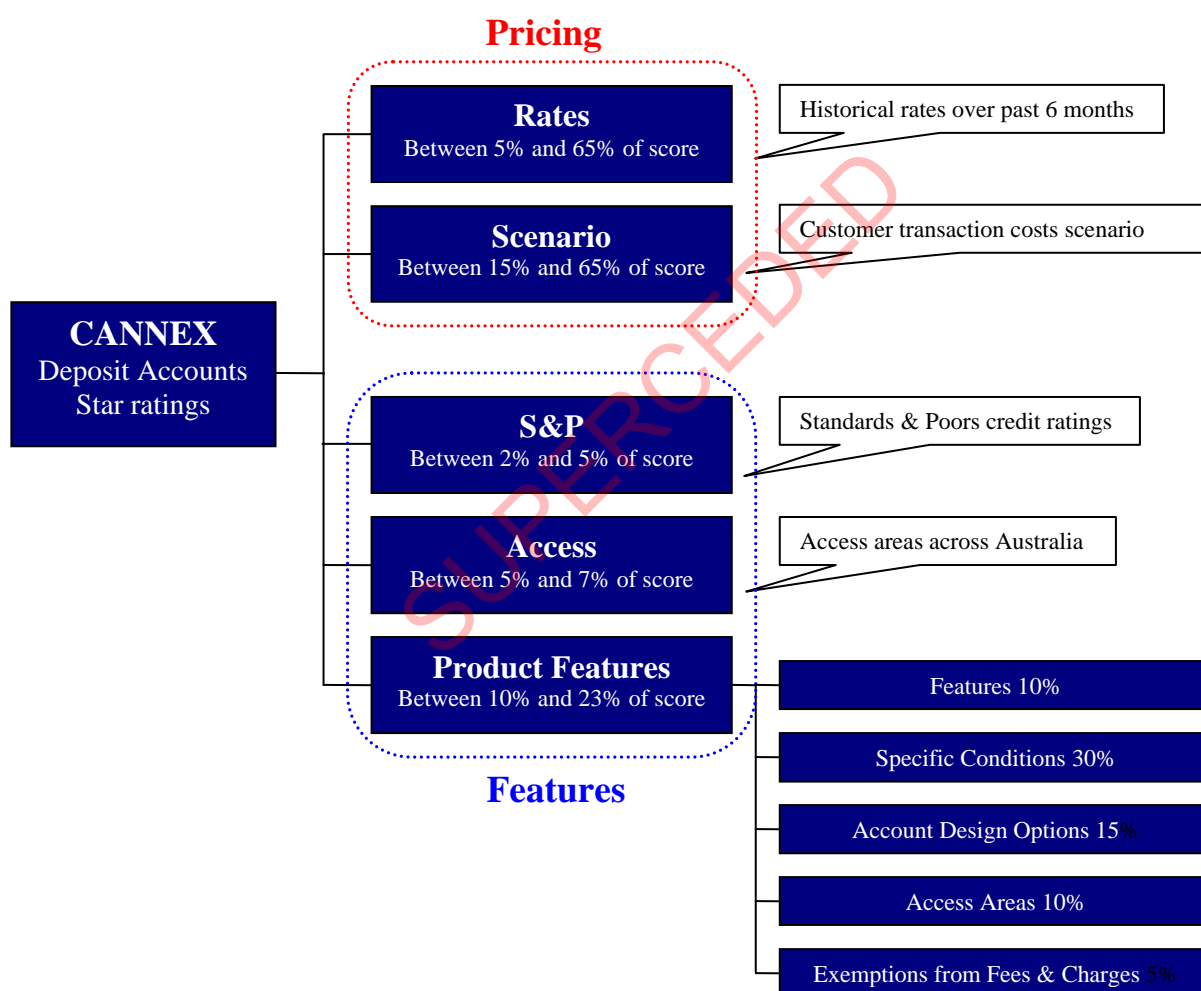 Pricing
Rates
Between 5% and 65% of score
Historical rates over past 6 months
Scenario
Between 15% and 65% of score
Customer transaction costs scenario
CANNEX
Deposit Accounts
Star ratings
S&P
Between 2% and 5% of score
Standards & Poors credit ratings
Access
Between 5% and 7% of score
Access areas across Australia
Product Features
Between 10% and 23% of score
Features
Features 10%
Specific Conditions 30%
Account Design Options 15%
Access Areas 10%
Exemptions from Fees & Charges 5%
SUPERCEDED